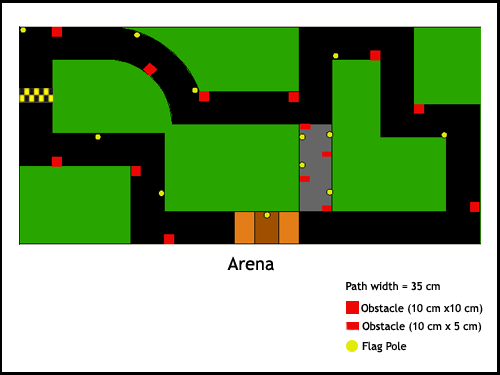 Arena
Path width = 35 cm
Obstacle (10 cm x10 cm)
Obstacle (10 cm x 5 cm)
Flag Pole